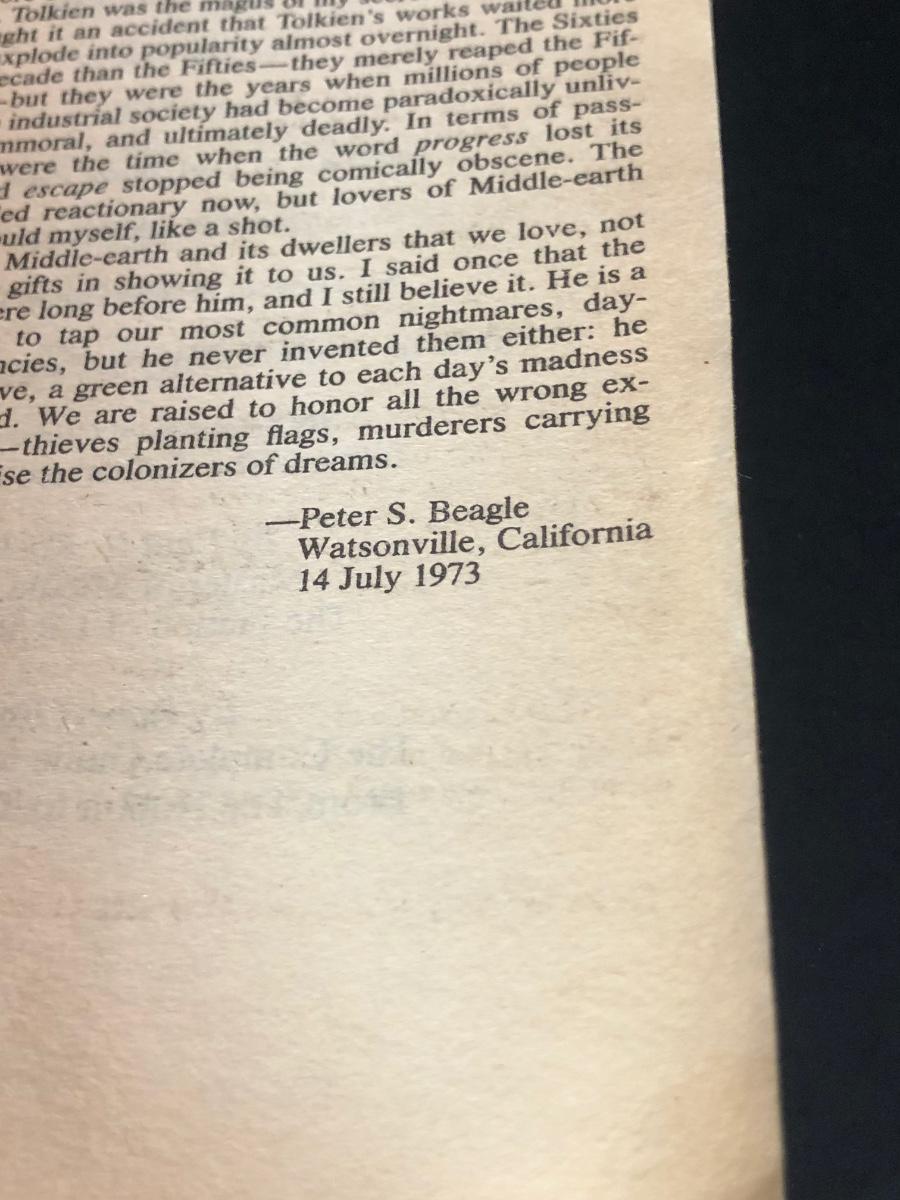 Tolkien was the magus of my
ght it an accident that Tolkien's works waited more
xplode into popularity almost overnight. The Sixties
ecade than the Fifties—they merely reaped the Fif-
-but they were the years when millions of people
industrial society had become paradoxically unliv-
mmoral, and ultimately deadly. In terms of pass-
were the time when the word progress lost its
d escape stopped being comically obscene. The
led reactionary now, but lovers of Middle-earth
uld myself, like a shot.
Middle-earth and its dwellers that we love, not
gifts in showing it to us. I said once that the
ere long before him, and I still believe it. He is a
to tap our most common nightmares, day-
ncies, but he never invented them either: he
ve, a green alternative to each day's madness
d. We are raised to honor all the wrong ex-
—thieves planting flags, murderers carrying
ise the colonizers of dreams.
—Peter S. Beagle
Watsonville, California
14 July 1973